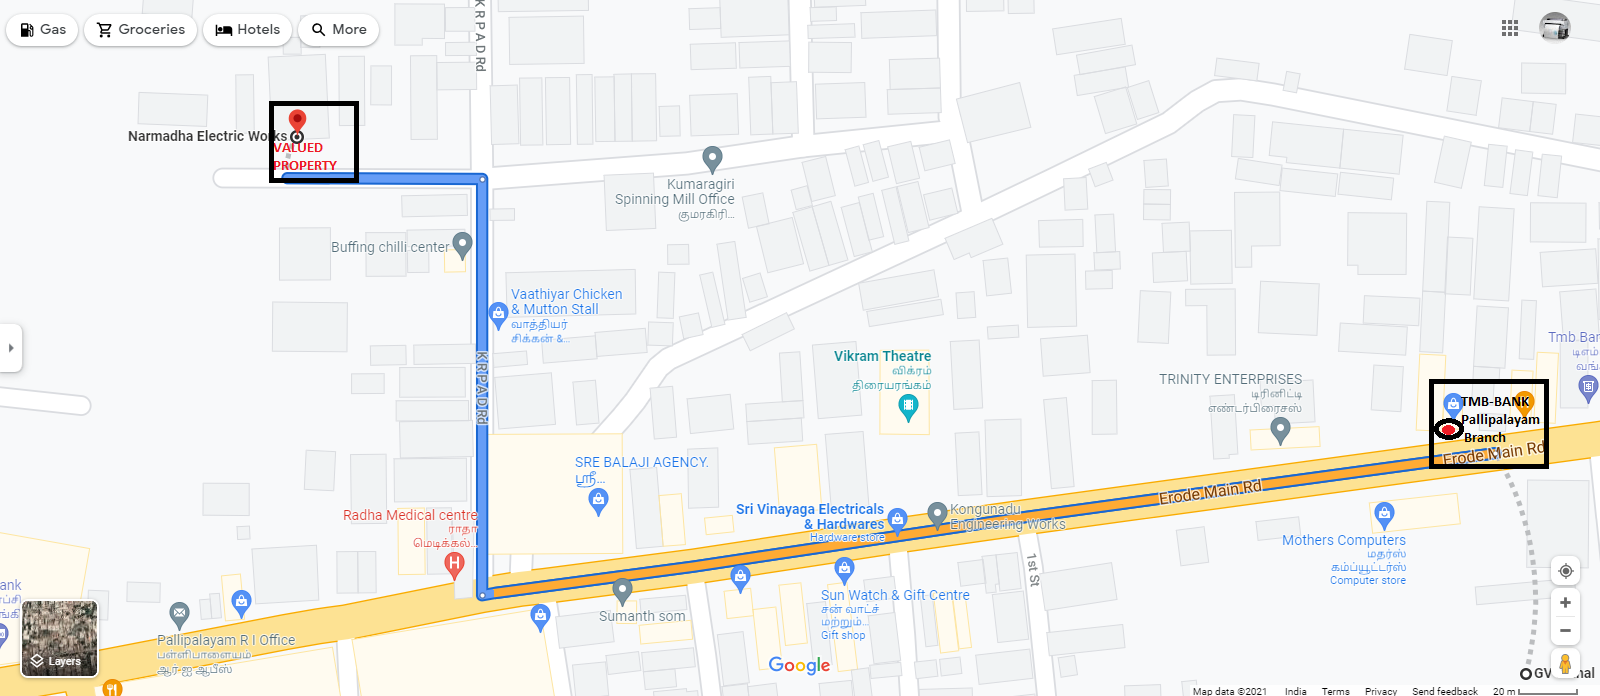 Gas
Groceries
Hotels
More
K R P A D Rd
Narmadha Electric Works
VALUED
PROPERTY
Kumaragiri
Spinning Mill Office
குமரகிரி...
Buffing chilli center
Vaathiyar Chicken
& Mutton Stall
வாத்தியர்
சிக்கன் &...
K R P A D Rd
Vikram Theatre
விக்ரம்
திரையரங்கம்
TRINITY ENTERPRISES
டிரினிட்டி
எண்டர்பிரைசஸ்
Tmb Ban
டிஎம்
வங்
TMB-BANK
Pallipalayam
Branch
Erode Main Rd
SRE BALAJI AGENCY.
ஸ்ரீ...
Erode Main Rd
Radha Medical centre
ராதா
மெடிக்கல்...
Sri Vinayaga Electricals
& Hardwares
Hardware store
Kongunadu
Engineering Works
Mothers Computers
மதர்ஸ்
கம்ப்யூட்டர்ஸ்
Computer store
1st St
Sun Watch & Gift Centre
சன் வாட்ச்
மற்றும்...
Gift shop
Sumanth som
ank
Pallipalayam R I Office
பள்ளிபாளையம்
ஆர் ஐ ஆபீஸ்
Layers
Google
Map data ©2021
India
Terms
Privacy
Send feedback
20 m